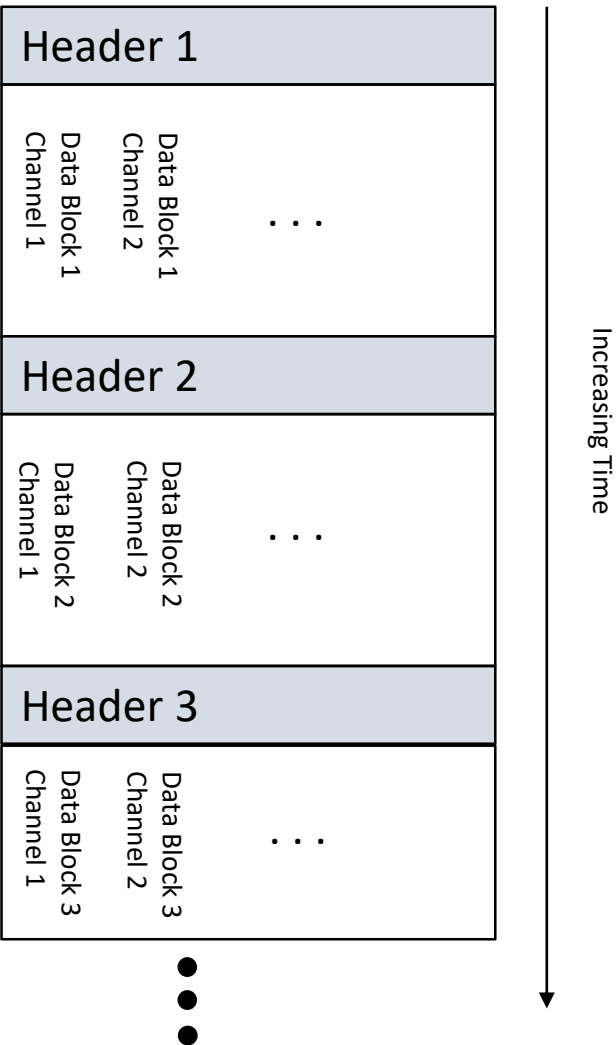 Header 1
Data Block 1
Channel 1
Data Block 1
Channel 2
. . .
Header 2
Data Block 2
Channel 1
Data Block 2
Channel 2
. . .
Header 3
Data Block 3
Channel 1
Data Block 3
Channel 2
. . .
Increasing Time